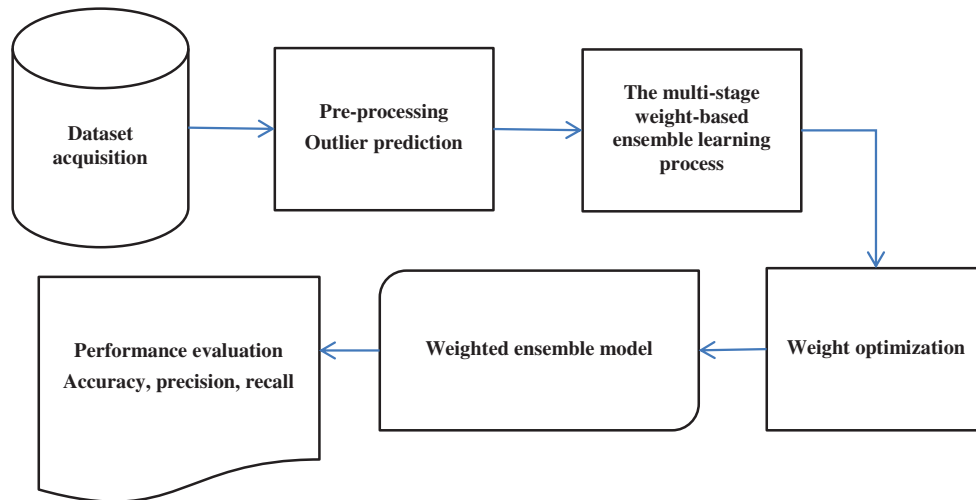 Dataset
acquisition
Pre-processing
Outlier prediction
The multi-stage
weight-based
ensemble learning
process
Weight optimization
Weighted ensemble model
Performance evaluation
Accuracy, precision, recall